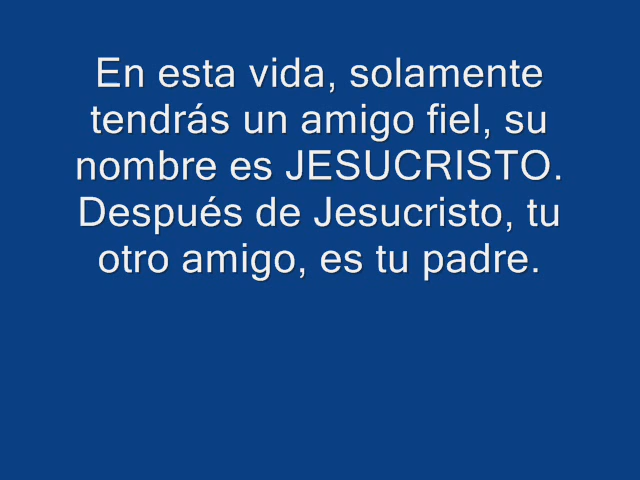 En esta vida, solamente
tendrás un amigo fiel, su
nombre es JESUCRISTO.
Después de Jesucristo, tu
otro amigo, es tu padre.